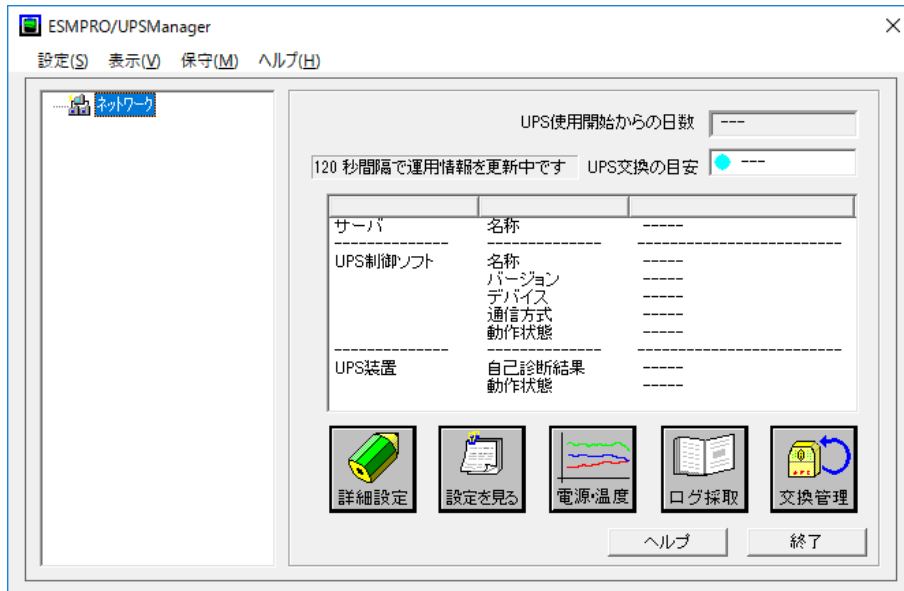 ESMPRO/UPSManager
設定(S) 表示(V) 保守(M) ヘルプ(H)
ネットワーク
UPS使用開始からの日数 ---
120 秒間隔で運用情報を更新中です UPS交換の目安 ---
サーバ 名称 -----
-------------- -------------- -------------------------
UPS制御ソフト 名称 -----
バージョン -----
デバイス -----
通信方式 -----
動作状態 -----
-------------- -------------- -------------------------
UPS装置 自己診断結果 -----
動作状態 -----
詳細設定 設定を見る 電源・温度 ログ採取 交換管理
ヘルプ 終了